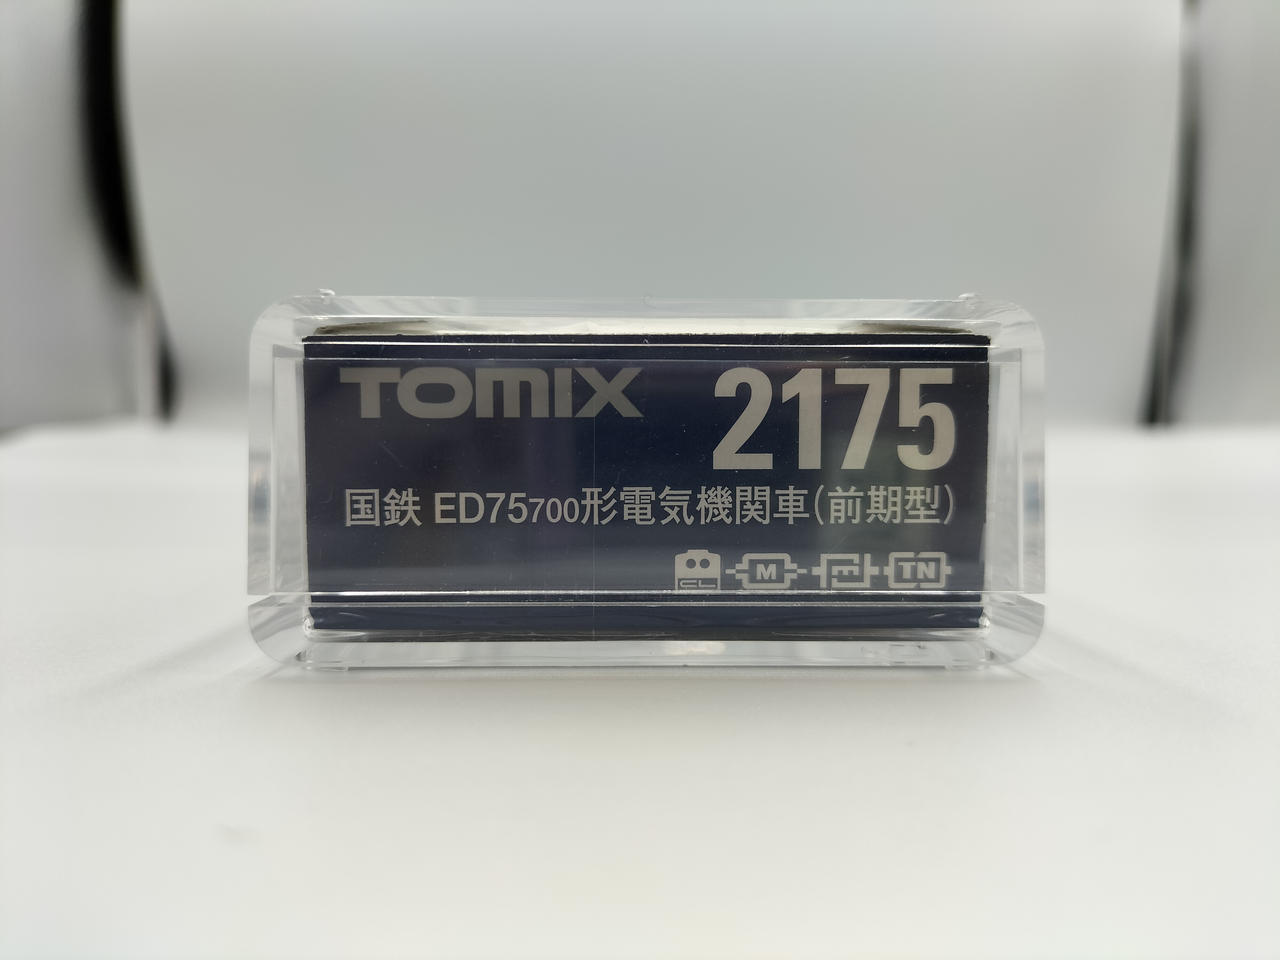 TOMIX 2175
国鉄 ED75700形電気機関車(前期型)
CL M F TN